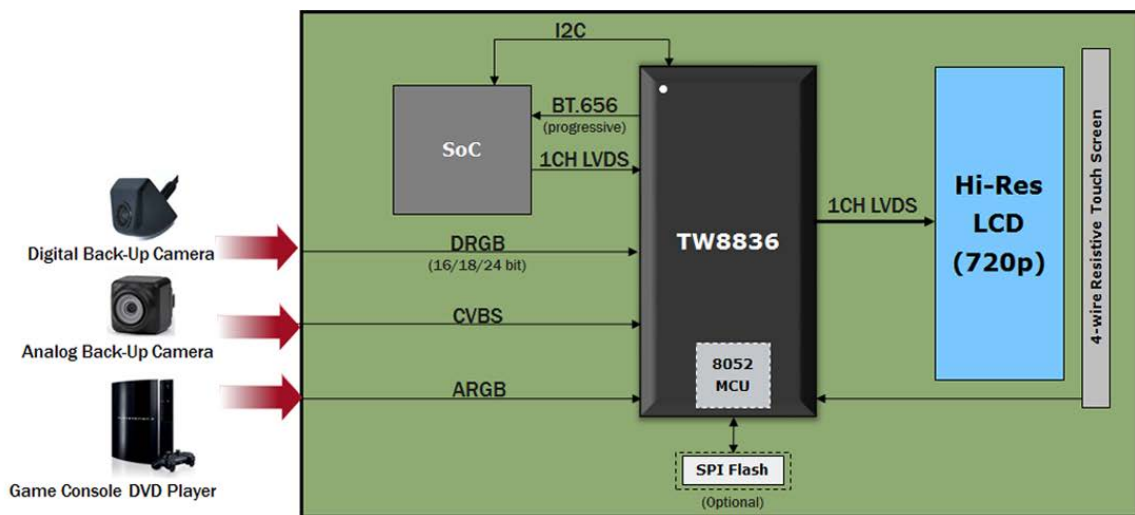 I2C
SoC
BT.656
(progressive)
1CH LVDS
TW8836
1CH LVDS
Hi-Res
LCD
(720p)
4-wire Resistive Touch Screen
Digital Back-Up Camera
DRGB
(16/18/24 bit)
Analog Back-Up Camera
CVBS
8052
MCU
ARGB
Game Console DVD Player
SPI Flash
(Optional)